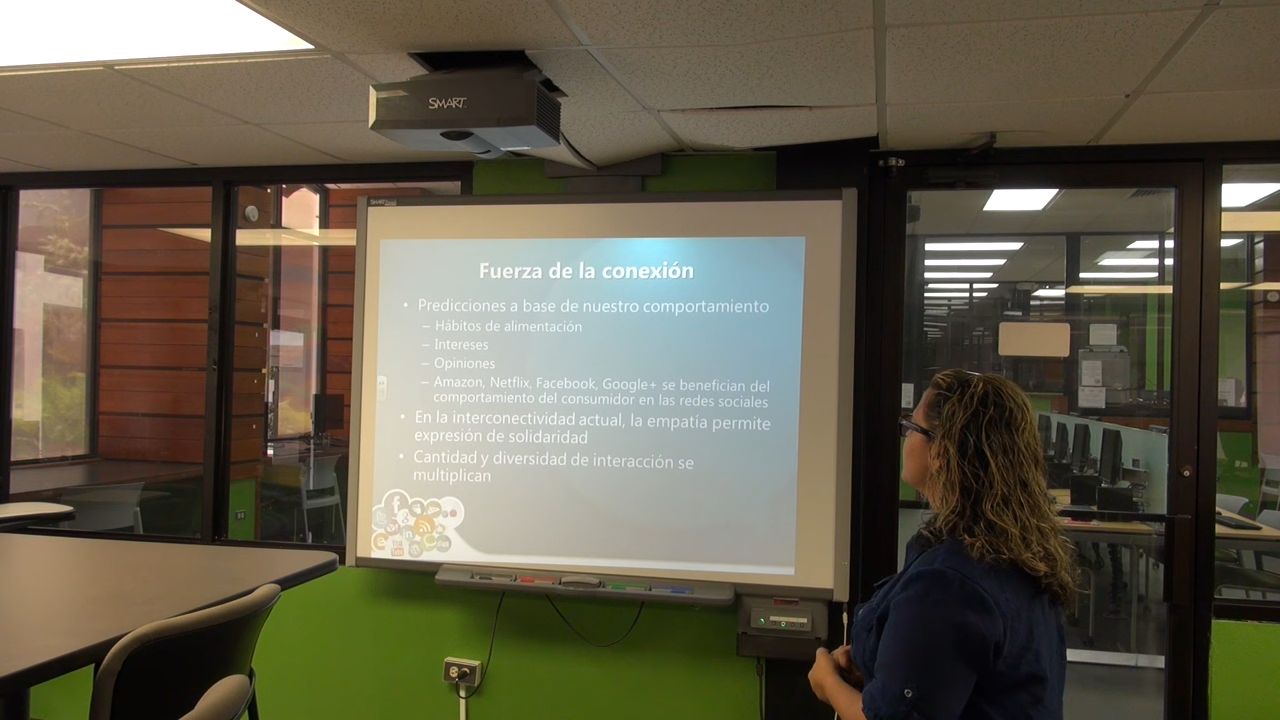 SMART
SMART
Fuerza de la conexión
• Predicciones a base de nuestro comportamiento
– Hábitos de alimentación
– Intereses
– Opiniones
– Amazon, Netflix, Facebook, Google+ se benefician del
comportamiento del consumidor en las redes sociales
• En la interconectividad actual, la empatía permite
expresión de solidaridad
• Cantidad y diversidad de interacción se
multiplican